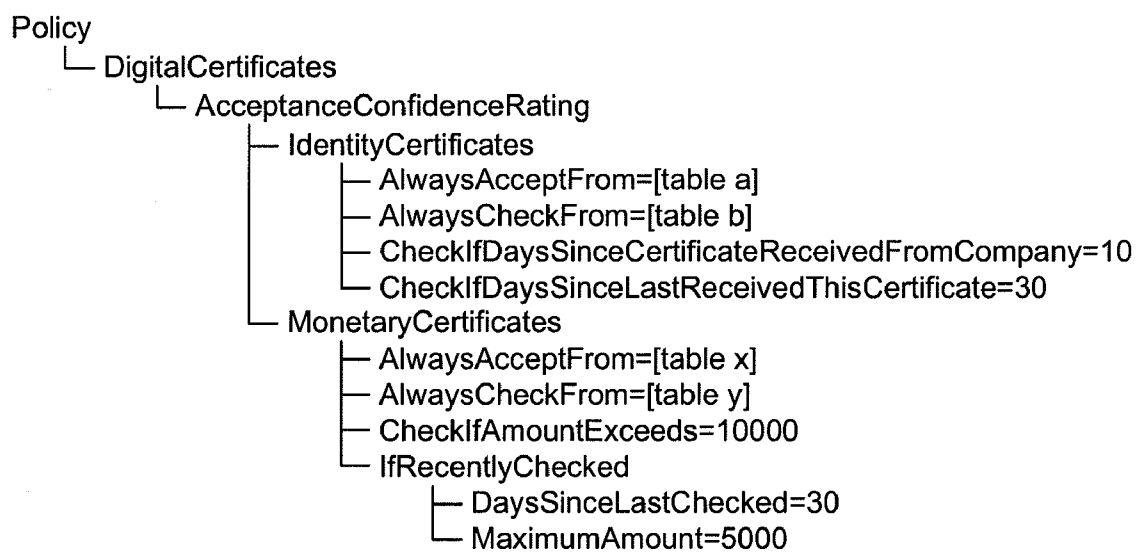 Policy
DigitalCertificates
AcceptanceConfidenceRating
IdentityCertificates
AlwaysAcceptFrom=[table a]
AlwaysCheckFrom=[table b]
CheckIfDaysSinceCertificateReceivedFromCompany=10
CheckIfDaysSinceLastReceivedThisCertificate=30
MonetaryCertificates
AlwaysAcceptFrom=[table x]
AlwaysCheckFrom=[table y]
CheckIfAmountExceeds=10000
IfRecentlyChecked
DaysSinceLastChecked=30
MaximumAmount=5000